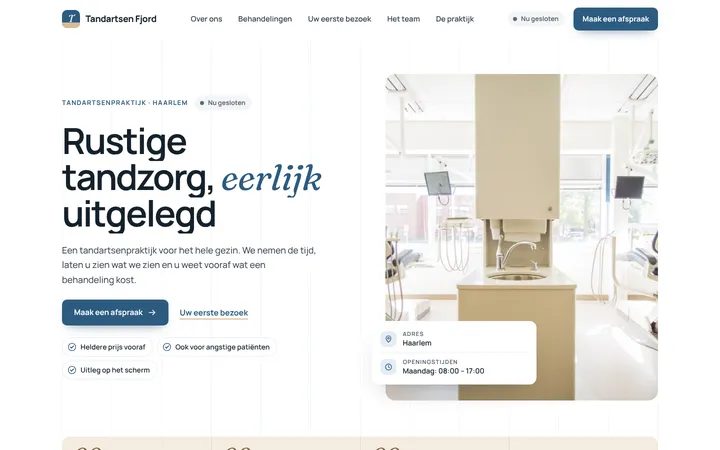 T Tandartsen Fjord
Over ons Behandelingen Uw eerste bezoek Het team De praktijk
Nu gesloten
Maak een afspraak
TANDARTSENPRAKTIJK · HAARLEM
Nu gesloten
Rustige
tandzorg, eerlijk
uitgelegd
Een tandartsenpraktijk voor het hele gezin. We nemen de tijd,
laten u zien wat we zien en u weet vooraf wat een
behandeling kost.
Maak een afspraak →
Uw eerste bezoek
Heldere prijs vooraf
Ook voor angstige patiënten
Uitleg op het scherm
ADRES
Haarlem
OPENINGSTIJDEN
Maandag: 08:00 – 17:00